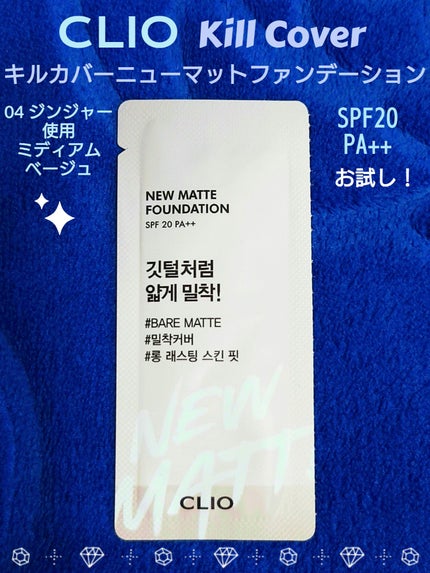 CLIO Kill Cover
キルカバーニューマットファンデーション
04 ジンジャー
使用
ミディアム
ベージュ
SPF20
PA++
お試し！
NEW MATTE
FOUNDATION
SPF 20 PA++
깃털처럼
얇게 밀착!
#BARE MATTE
#밀착커버
#롱 래스팅 스킨 핏
NEW
MATT
CLIO